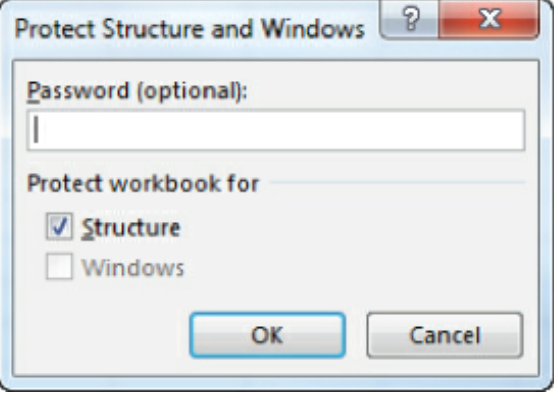 Protect Structure and Windows
Password (optional):
Protect workbook for
Structure
Windows
OK Cancel